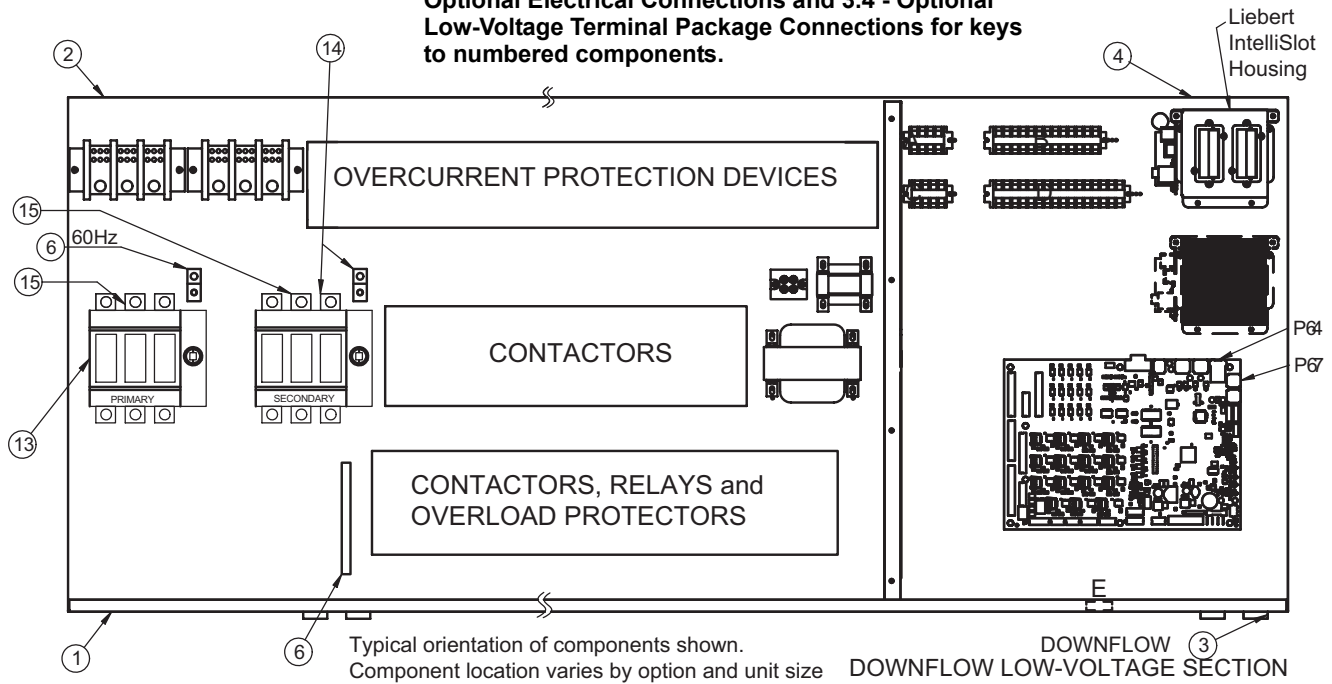 Optional Electrical Connections and 3.4 - Optional
Low-Voltage Terminal Package Connections for keys
to numbered components.
Liebert
IntelliSlot
Housing
14
2
4
OVERCURRENT PROTECTION DEVICES
15
6
60Hz
15
P64
P67
CONTACTORS
PRIMARY
SECONDARY
13
CONTACTORS, RELAYS and
OVERLOAD PROTECTORS
E
1
6
Typical orientation of components shown.
Component location varies by option and unit size
DOWNFLOW
3
DOWNFLOW LOW-VOLTAGE SECTION